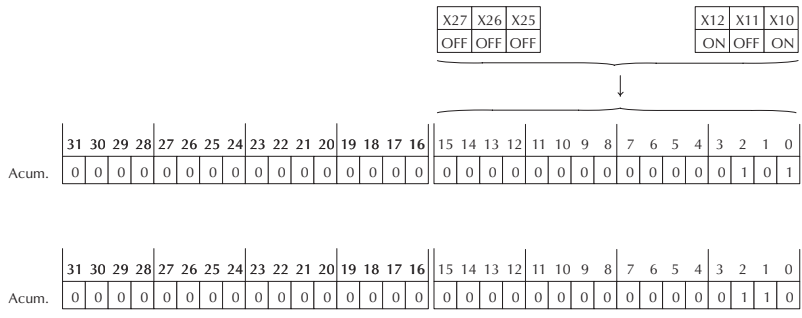 X27 X26 X25 X12 X11 X10
OFF OFF OFF ON OFF ON
31 30 29 28 27 26 25 24 23 22 21 20 19 18 17 16 15 14 13 12 11 10 9 8 7 6 5 4 3 2 1 0
Acum. 0 0 0 0 0 0 0 0 0 0 0 0 0 0 0 0 0 0 0 0 0 0 0 0 0 0 0 0 0 1 0 1
31 30 29 28 27 26 25 24 23 22 21 20 19 18 17 16 15 14 13 12 11 10 9 8 7 6 5 4 3 2 1 0
Acum. 0 0 0 0 0 0 0 0 0 0 0 0 0 0 0 0 0 0 0 0 0 0 0 0 0 0 0 0 0 1 1 0